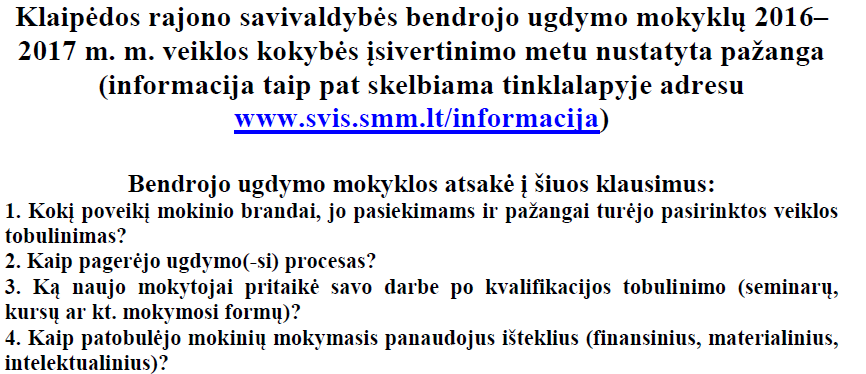 Klaipėdos rajono savivaldybės bendrojo ugdymo mokyklų 2016–
2017 m. m. veiklos kokybės įsivertinimo metu nustatyta pažanga
(informacija taip pat skelbiama tinklalapyje adresu
www.svis.smm.lt/informacija)
Bendrojo ugdymo mokyklos atsakė į šiuos klausimus:
1. Kokį poveikį mokinio brandai, jo pasiekimams ir pažangai turėjo pasirinktos veiklos
tobulinimas?
2. Kaip pagerėjo ugdymo(-si) procesas?
3. Ką naujo mokytojai pritaikė savo darbe po kvalifikacijos tobulinimo (seminarų,
kursų ar kt. mokymosi formų)?
4. Kaip patobulėjo mokinių mokymasis panaudojus išteklius (finansinius, materialinius,
intelektualinius)?